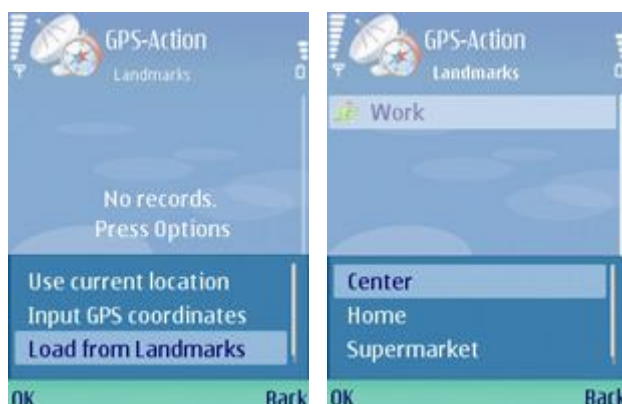 GPS-Action
Landmarks
No records.
Press Options
Use current location
Input GPS coordinates
Load from Landmarks
OK Back
GPS-Action
Landmarks
Work
Center
Home
Supermarket
OK Back